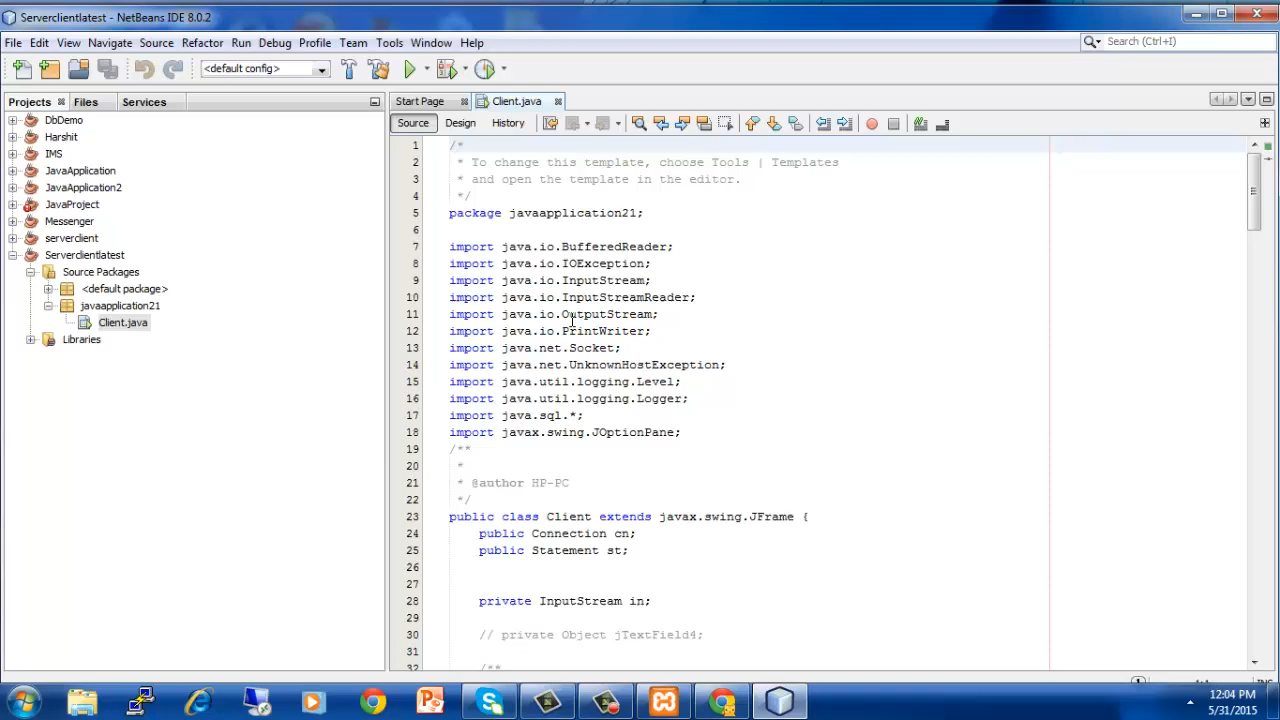 Serverclientlatest - NetBeans IDE 8.0.2
File Edit View Navigate Source Refactor Run Debug Profile Team Tools Window Help
Search (Ctrl+I)
<default config>
Projects Files Services
Start Page Client.java
Source Design History
DbDemo
Harshit
IMS
JavaApplication
JavaApplication2
JavaProject
Messenger
serverclient
Serverclientlatest
Source Packages
<default package>
javaapplication21
Client.java
Libraries
1 /*
2 * To change this template, choose Tools | Templates
3 * and open the template in the editor.
4 */
5 package javaapplication21;
6
7 import java.io.BufferedReader;
8 import java.io.IOException;
9 import java.io.InputStream;
10 import java.io.InputStreamReader;
11 import java.io.OutputStream;
12 import java.io.PrintWriter;
13 import java.net.Socket;
14 import java.net.UnknownHostException;
15 import java.util.logging.Level;
16 import java.util.logging.Logger;
17 import java.sql.*;
18 import javax.swing.JOptionPane;
19 /**
20 *
21 * @author HP-PC
22 */
23 public class Client extends javax.swing.JFrame {
24 public Connection cn;
25 public Statement st;
26
27
28 private InputStream in;
29
30 // private Object jTextField4;
31
32 /**
12:04 PM
5/31/2015